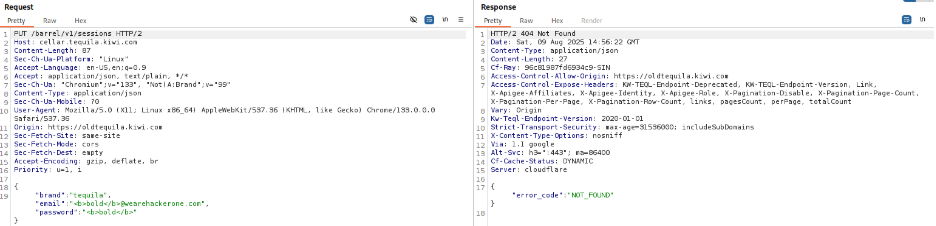 Request
Pretty Raw Hex
\n
1 PUT /barrel/v1/sessions HTTP/2
2 Host: cellar.tequila.kiwi.com
3 Content-Length: 87
4 Sec-Ch-Ua-Platform: "Linux"
5 Accept-Language: en-US,en;q=0.9
6 Accept: application/json, text/plain, */*
7 Sec-Ch-Ua: "Chromium";v="133", "Not(A:Brand";v="99"
8 Content-Type: application/json
9 Sec-Ch-Ua-Mobile: ?0
10 User-Agent: Mozilla/5.0 (X11; Linux x86_64) AppleWebKit/537.36 (KHTML, like Gecko) Chrome/133.0.0.0
Safari/537.36
11 Origin: https://oldtequila.kiwi.com
12 Sec-Fetch-Site: same-site
13 Sec-Fetch-Mode: cors
14 Sec-Fetch-Dest: empty
15 Accept-Encoding: gzip, deflate, br
16 Priority: u=1, i
17
18 {
19 "brand":"tequila",
"email":"<b>bold</b>@wearehackerone.com",
"password":"<b>bold</b>"
}
Response
Pretty Raw Hex Render
\n
1 HTTP/2 404 Not Found
2 Date: Sat, 09 Aug 2025 14:56:22 GMT
3 Content-Type: application/json
4 Content-Length: 27
5 Cf-Ray: 96c81987fd6934c9-SIN
6 Access-Control-Allow-Origin: https://oldtequila.kiwi.com
7 Access-Control-Expose-Headers: KW-TEQL-Endpoint-Deprecated, KW-TEQL-Endpoint-Version, Link,
X-Apigee-Affiliates, X-Apigee-Identity, X-Apigee-Role, X-Pagination-Disable, X-Pagination-Page-Count,
X-Pagination-Per-Page, X-Pagination-Row-Count, links, pagesCount, perPage, totalCount
8 Vary: Origin
9 Kw-Teql-Endpoint-Version: 2020-01-01
10 Strict-Transport-Security: max-age=31536000; includeSubDomains
11 X-Content-Type-Options: nosniff
12 Via: 1.1 google
13 Alt-Svc: h3=":443"; ma=86400
14 Cf-Cache-Status: DYNAMIC
15 Server: cloudflare
16
17 {
"error_code":"NOT_FOUND"
}
18